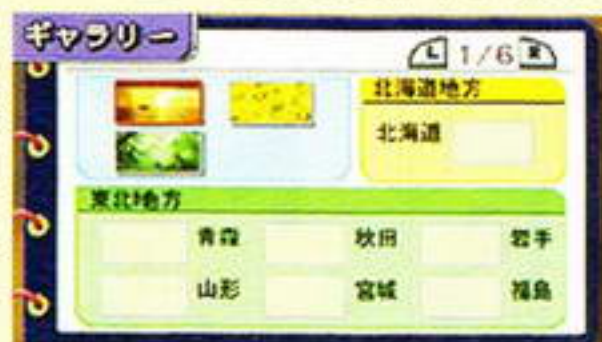 ギャラリー
L 1/6 R
北海道地方
北海道
東北地方
青森 秋田 岩手
山形 宮城 福島